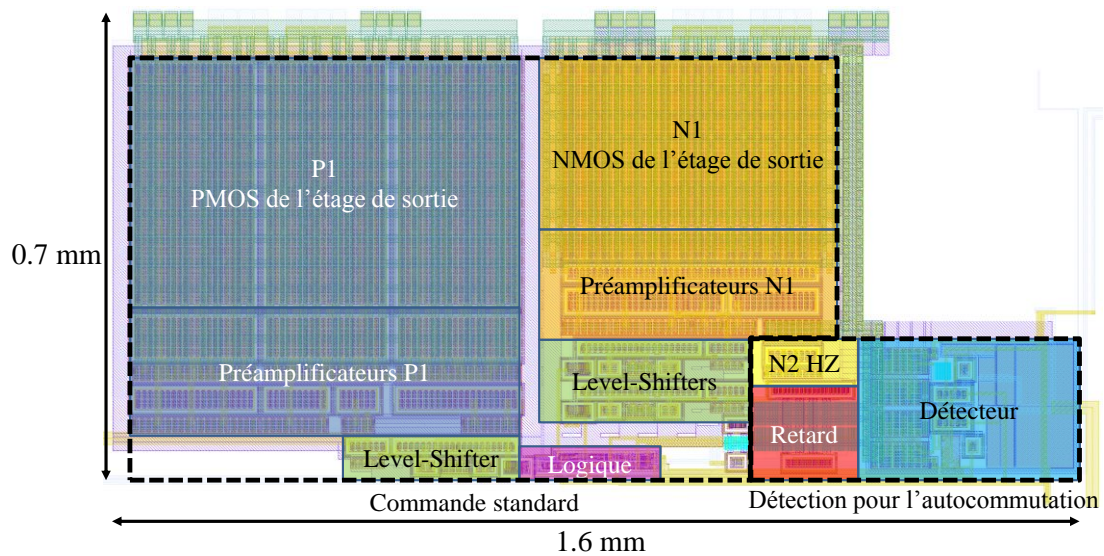 P1
PMOS de l'étage de sortie
N1
NMOS de l'étage de sortie
0.7 mm
Préamplificateurs N1
Préamplificateurs P1
Level-Shifters
N2 HZ
Détecteur
Retard
Level-Shifter
Logique
Commande standard
Détection pour l'autocommutation
1.6 mm